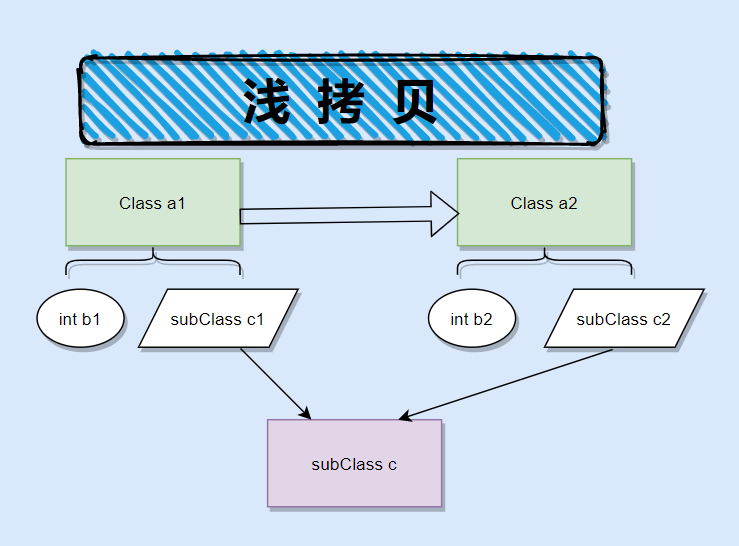 浅 拷 贝
Class a1
Class a2
int b1
subClass c1
int b2
subClass c2
subClass c